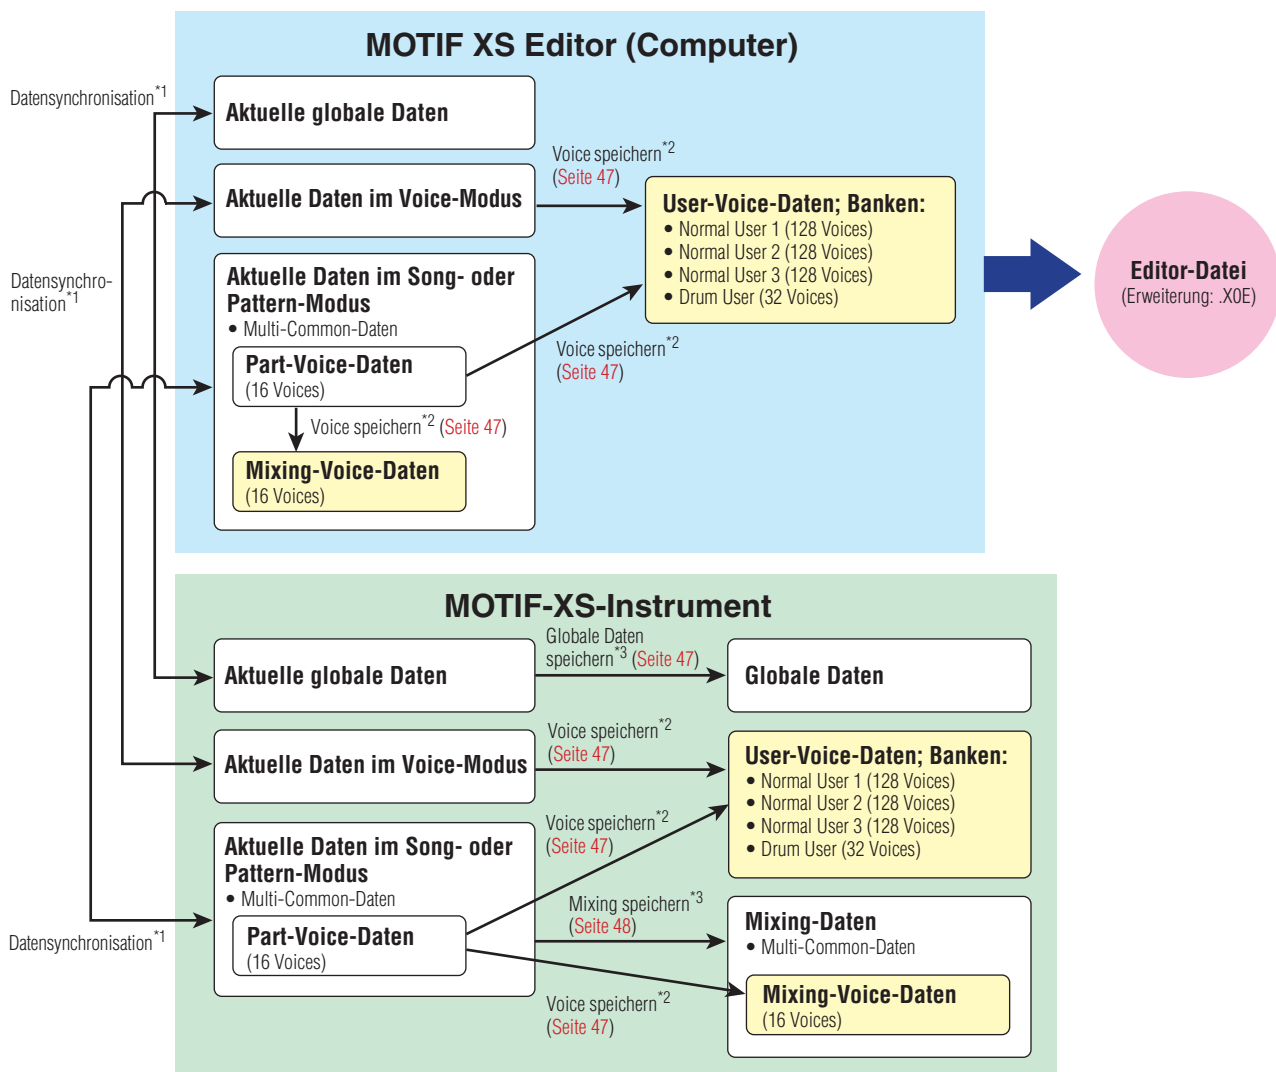 MOTIF XS Editor (Computer)
Datensynchronisation*1
Aktuelle globale Daten
Aktuelle Daten im Voice-Modus
Voice speichern*2
(Seite 47)
User-Voice-Daten; Banken:
• Normal User 1 (128 Voices)
• Normal User 2 (128 Voices)
• Normal User 3 (128 Voices)
• Drum User (32 Voices)
Editor-Datei
(Erweiterung: .X0E)
Datensynchro-
nisation*1
Aktuelle Daten im Song- oder
Pattern-Modus
• Multi-Common-Daten
Part-Voice-Daten
(16 Voices)
Voice speichern*2
(Seite 47)
Voice speichern*2 (Seite 47)
Mixing-Voice-Daten
(16 Voices)
MOTIF-XS-Instrument
Aktuelle globale Daten
Globale Daten
speichern*3 (Seite 47)
Globale Daten
Aktuelle Daten im Voice-Modus
Voice speichern*2
(Seite 47)
User-Voice-Daten; Banken:
• Normal User 1 (128 Voices)
• Normal User 2 (128 Voices)
• Normal User 3 (128 Voices)
• Drum User (32 Voices)
Voice speichern*2
(Seite 47)
Aktuelle Daten im Song- oder
Pattern-Modus
• Multi-Common-Daten
Part-Voice-Daten
(16 Voices)
Datensynchronisation*1
Mixing speichern*3
(Seite 48)
Mixing-Daten
• Multi-Common-Daten
Mixing-Voice-Daten
(16 Voices)
Voice speichern*2
(Seite 47)